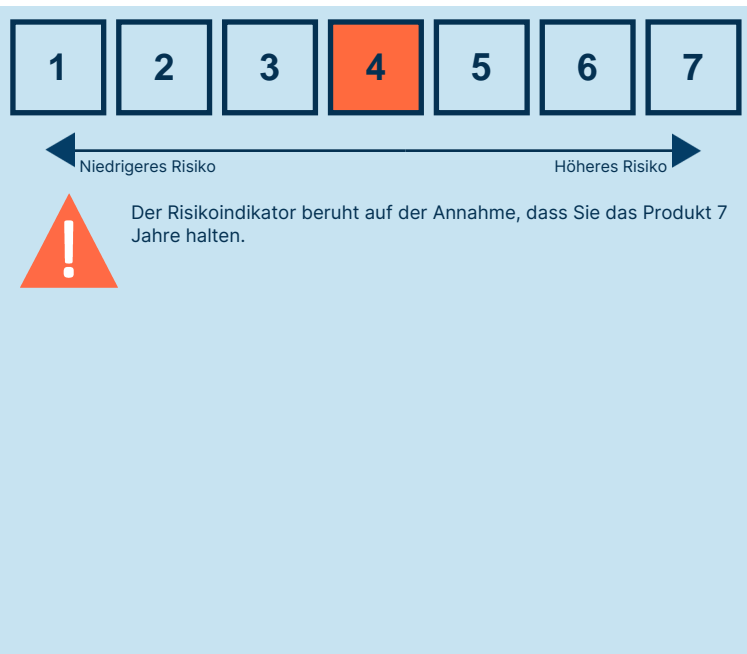 1 2 3 4 5 6 7
Niedrigeres Risiko Höheres Risiko
Der Risikoindikator beruht auf der Annahme, dass Sie das Produkt 7
Jahre halten.
!